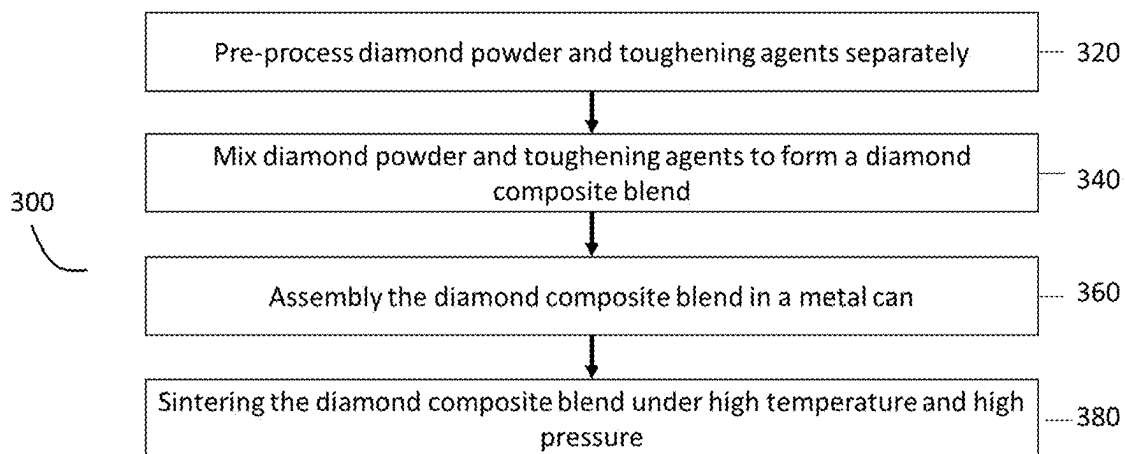 Pre-process diamond powder and toughening agents separately
320
Mix diamond powder and toughening agents to form a diamond
composite blend
340
300
Assembly the diamond composite blend in a metal can
360
Sintering the diamond composite blend under high temperature and high
pressure
380